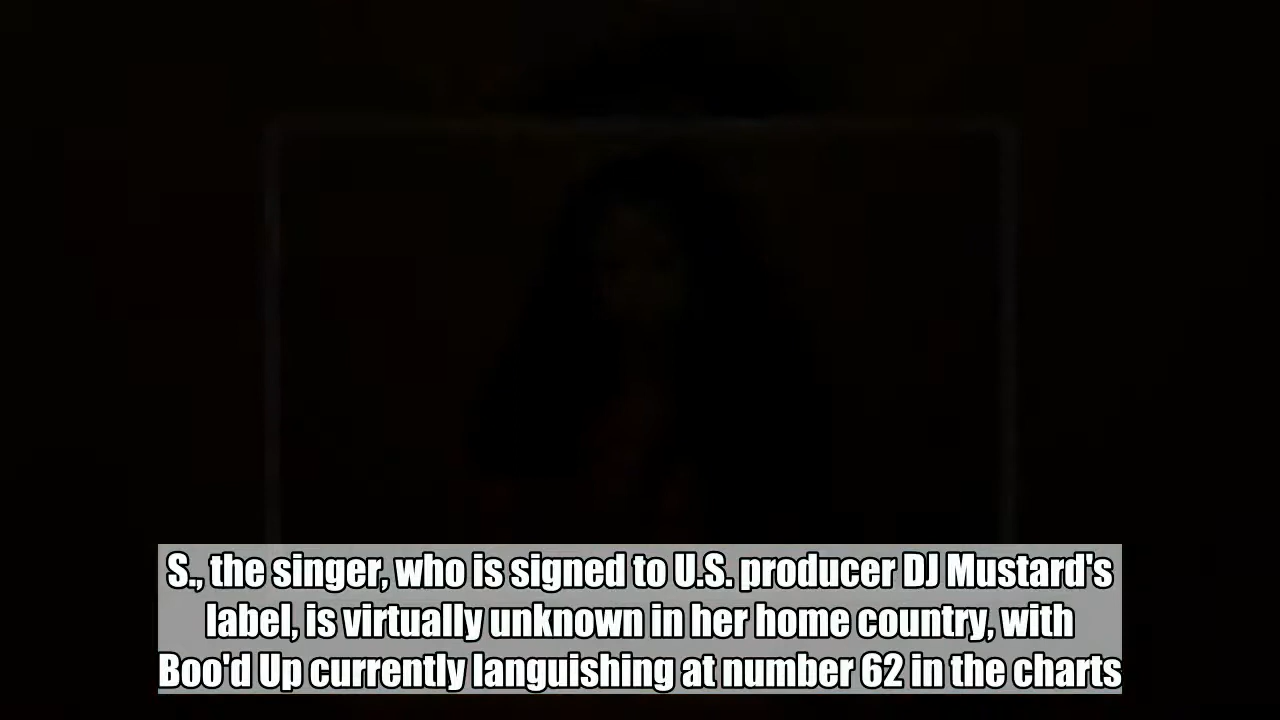 S., the singer, who is signed to U.S. producer DJ Mustard's
label, is virtually unknown in her home country, with
Boo'd Up currently languishing at number 62 in the charts